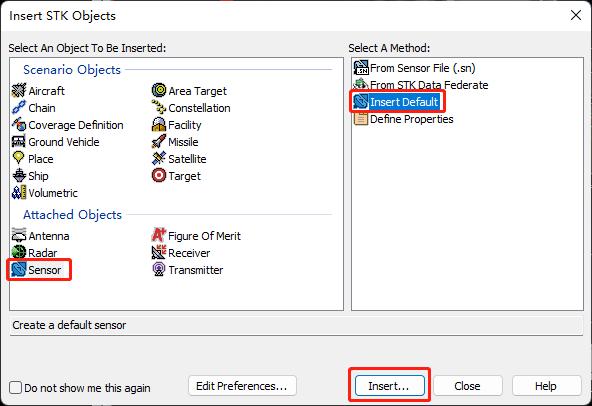 Insert STK Objects
Select An Object To Be Inserted:
Scenario Objects
Aircraft
Area Target
Chain
Constellation
Coverage Definition
Facility
Ground Vehicle
Missile
Place
Satellite
Ship
Target
Volumetric
Attached Objects
Antenna
Figure Of Merit
Radar
Receiver
Sensor
Transmitter
Select A Method:
From Sensor File (.sn)
From STK Data Federate
Insert Default
Define Properties
Create a default sensor
Do not show me this again
Edit Preferences...
Insert...
Close
Help